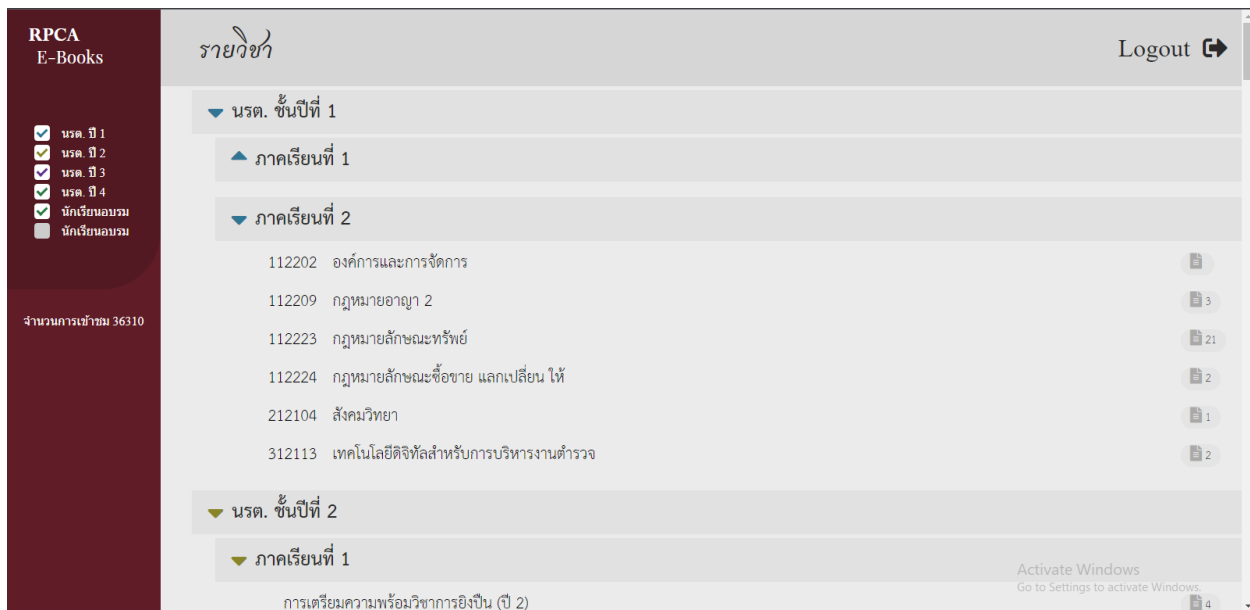 RPCA
E-Books
นรต. ปี 1
นรต. ปี 2
นรต. ปี 3
นรต. ปี 4
นักเรียนอบรม
นักเรียนอบรม
จำนวนการเข้าชม 36310
รายวิชา
Logout
นรต. ชั้นปีที่ 1
ภาคเรียนที่ 1
ภาคเรียนที่ 2
112202 องค์การและการจัดการ
112209 กฎหมายอาญา 2 3
112223 กฎหมายลักษณะทรัพย์ 21
112224 กฎหมายลักษณะซื้อขาย แลกเปลี่ยน ให้ 2
212104 สังคมวิทยา 1
312113 เทคโนโลยีดิจิทัลสำหรับการบริหารงานตำรวจ 2
นรต. ชั้นปีที่ 2
ภาคเรียนที่ 1
การเตรียมความพร้อมวิชาการยิงปืน (ปี 2) 4
Activate Windows
Go to Settings to activate Windows.